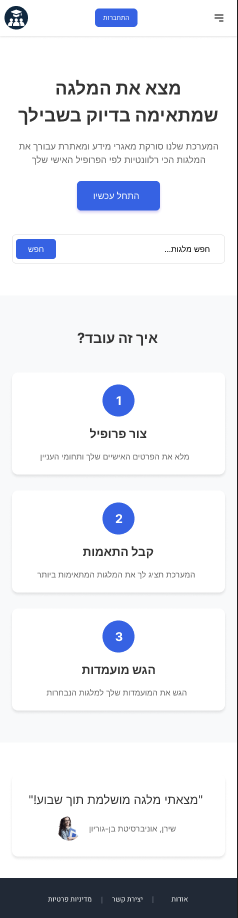 התחברות
מצא את המלגה
שמתאימה בדיוק בשבילך
המערכת שלנו סורקת מאגרי מידע ומאתרת עבורך את
המלגות הכי רלוונטיות לפי הפרופיל האישי שלך
התחל עכשיו
חפש מלגות...
חפש
איך זה עובד?
1
צור פרופיל
מלא את הפרטים האישיים שלך ותחומי העניין
2
קבל התאמות
המערכת תציג לך את המלגות המתאימות ביותר
3
הגש מועמדות
הגש את המועמדות שלך למלגות הנבחרות
"מצאתי מלגה מושלמת תוך שבוע!"
שירן, אוניברסיטת בן-גוריון
אודות | יצירת קשר | מדיניות פרטיות